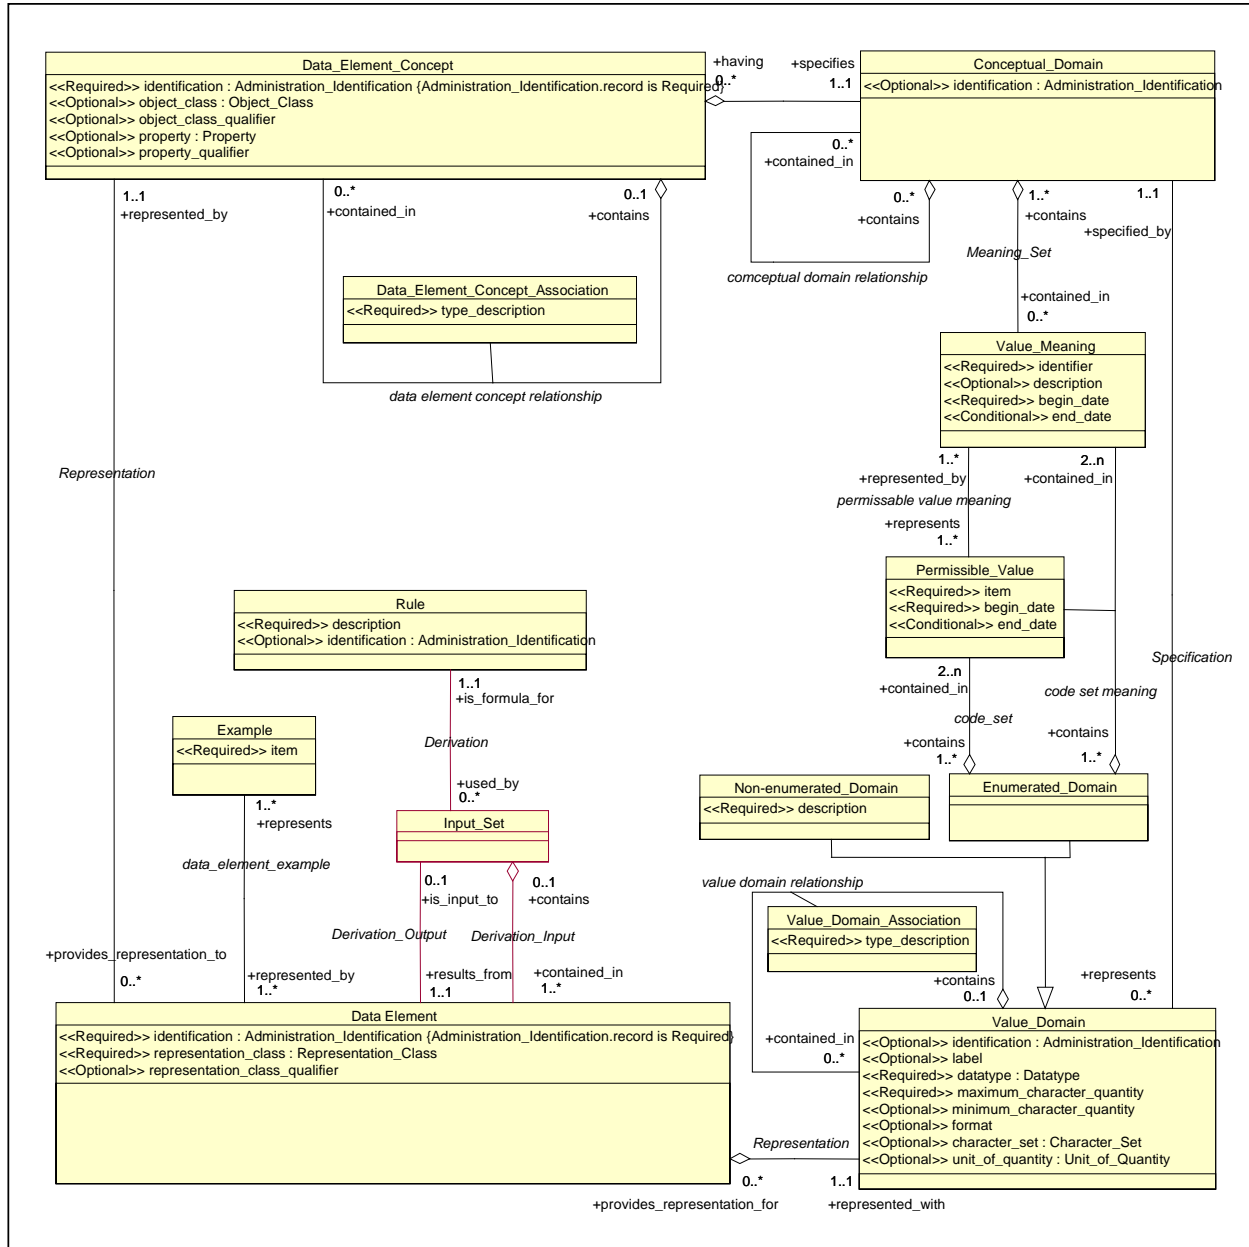 Data_Element_Concept
<<Required>> identification : Administration_Identification {Administration_Identification.record is Required}
<<Optional>> object_class : Object_Class
<<Optional>> object_class_qualifier
<<Optional>> property : Property
<<Optional>> property_qualifier
+having
0..*
+specifies
1..1
Conceptual_Domain
<<Optional>> identification : Administration_Identification
0..*
+contained_in
1..1
+represented_by
0..*
+contained_in
0..1
+contains
0..*
+contains
1..*
+contains
1..1
+specified_by
Meaning_Set
comceptual domain relationship
Data_Element_Concept_Association
<<Required>> type_description
+contained_in
0..*
Value_Meaning
<<Required>> identifier
<<Optional>> description
<<Required>> begin_date
<<Conditional>> end_date
data element concept relationship
Representation
1..*
+represented_by
2..n
+contained_in
permissable value meaning
+represents
1..*
Permissible_Value
<<Required>> item
<<Required>> begin_date
<<Conditional>> end_date
Rule
<<Required>> description
<<Optional>> identification : Administration_Identification
Specification
2..n
+contained_in
code set meaning
1..1
+is_formula_for
code_set
Example
<<Required>> item
Derivation
+contains
1..*
+contains
1..*
+used_by
0..*
Non-enumerated_Domain
<<Required>> description
Enumerated_Domain
1..*
+represents
Input_Set
data_element_example
0..1
+is_input_to
0..1
+contains
value domain relationship
Value_Domain_Association
<<Required>> type_description
Derivation_Output
Derivation_Input
+provides_representation_to
0..*
+represented_by
1..*
+results_from
1..1
+contained_in
1..*
+contains
0..1
+represents
0..*
Data Element
<<Required>> identification : Administration_Identification {Administration_Identification.record is Required}
<<Required>> representation_class : Representation_Class
<<Optional>> representation_class_qualifier
+contained_in
0..*
Value_Domain
<<Optional>> identification : Administration_Identification
<<Optional>> label
<<Required>> datatype : Datatype
<<Required>> maximum_character_quantity
<<Optional>> minimum_character_quantity
<<Optional>> format
<<Optional>> character_set : Character_Set
<<Optional>> unit_of_quantity : Unit_of_Quantity
Representation
0..*
+provides_representation_for
1..1
+represented_with